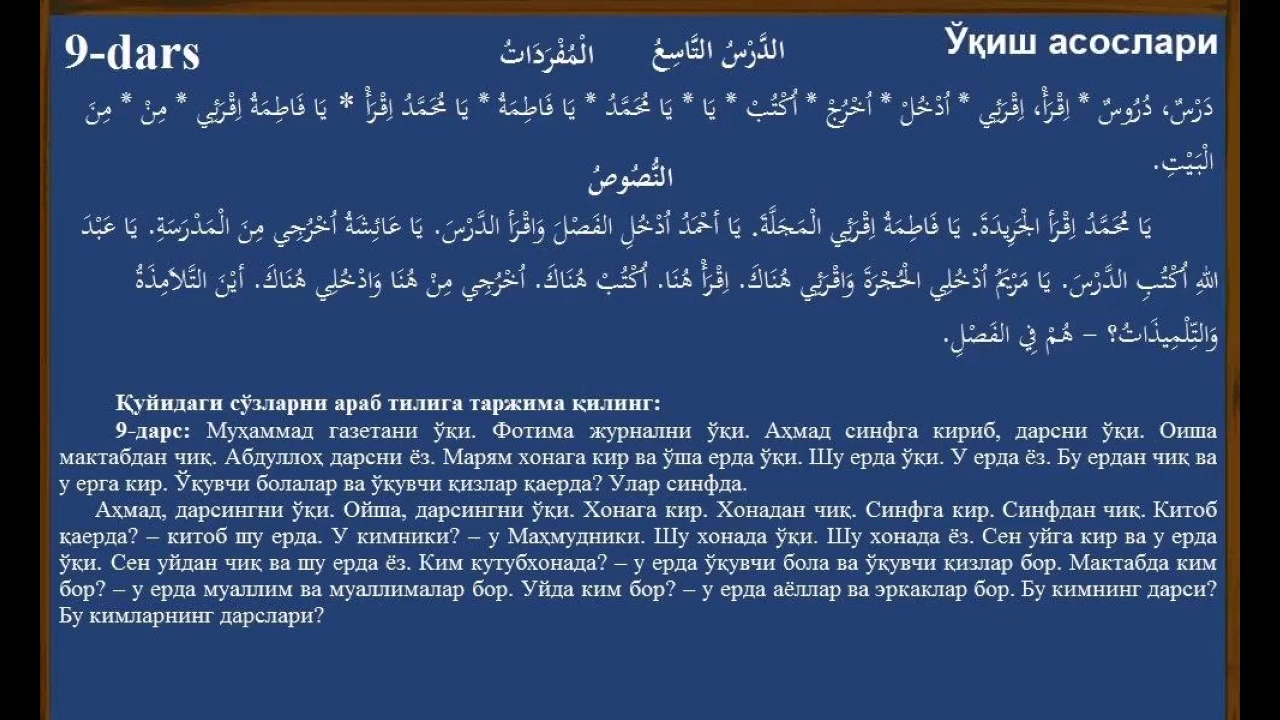 9-dars
الدَّرْسُ التَّاسِعُ الْمُفْرَدَاتُ
Ўқиш асослари
دَرْسٌ، دُرُوسٌ * اِقْرَأْ، اِقْرَئِي * اُدْخُلْ * اُخْرُجْ * اُكْتُبْ * يَا * يَا مُحَمَّدُ * يَا فَاطِمَةُ * يَا مُحَمَّدُ اِقْرَأْ * يَا فَاطِمَةُ اِقْرَئِي * مِنْ * مِنَ
الْبَيْتِ.
النُّصُوصُ
يَا مُحَمَّدُ اِقْرَأِ الْجَرِيدَةَ. يَا فَاطِمَةُ اِقْرَئِي الْمَجَلَّةَ. يَا أَحْمَدُ اُدْخُلِ الفَصْلَ وَاقْرَأِ الدَّرْسَ. يَا عَائِشَةُ اُخْرُجِي مِنَ الْمَدْرَسَةِ. يَا عَبْدَ
اللهِ اُكْتُبِ الدَّرْسَ. يَا مَرْيَمُ اُدْخُلِي الْحُجْرَةَ وَاقْرَئِي هُنَاكَ. اِقْرَأْ هُنَا. اُكْتُبْ هُنَاكَ. اُخْرُجِي مِنْ هُنَا وَادْخُلِي هُنَاكَ. أَيْنَ التَّلَامِذَةُ
وَالتِّلْمِيذَاتُ؟ – هُمْ فِي الفَصْلِ.
Қуйидаги сўзларни араб тилига таржима қилинг:
9-дарс: Муҳаммад газетани ўқи. Фотима журнални ўқи. Аҳмад синфга кириб, дарсни ўқи. Оиша
мактабдан чиқ. Абдуллоҳ дарсни ёз. Марям хонага кир ва ўша ерда ўқи. Шу ерда ўқи. У ерда ёз. Бу ердан чиқ ва
у ерга кир. Ўқувчи болалар ва ўқувчи қизлар қаерда? Улар синфда.
Аҳмад, дарсингни ўқи. Ойша, дарсингни ўқи. Хонага кир. Хонадан чиқ. Синфга кир. Синфдан чиқ. Китоб
қаерда? – китоб шу ерда. У кимники? – у Маҳмудники. Шу хонада ўқи. Шу хонада ёз. Сен уйга кир ва у ерда
ўқи. Сен уйдан чиқ ва шу ерда ёз. Ким кутубхонада? – у ерда ўқувчи бола ва ўқувчи қизлар бор. Мактабда ким
бор? – у ерда муаллим ва муаллималар бор. Уйда ким бор? – у ерда аёллар ва эркаклар бор. Бу кимнинг дарси?
Бу кимларнинг дарслари?